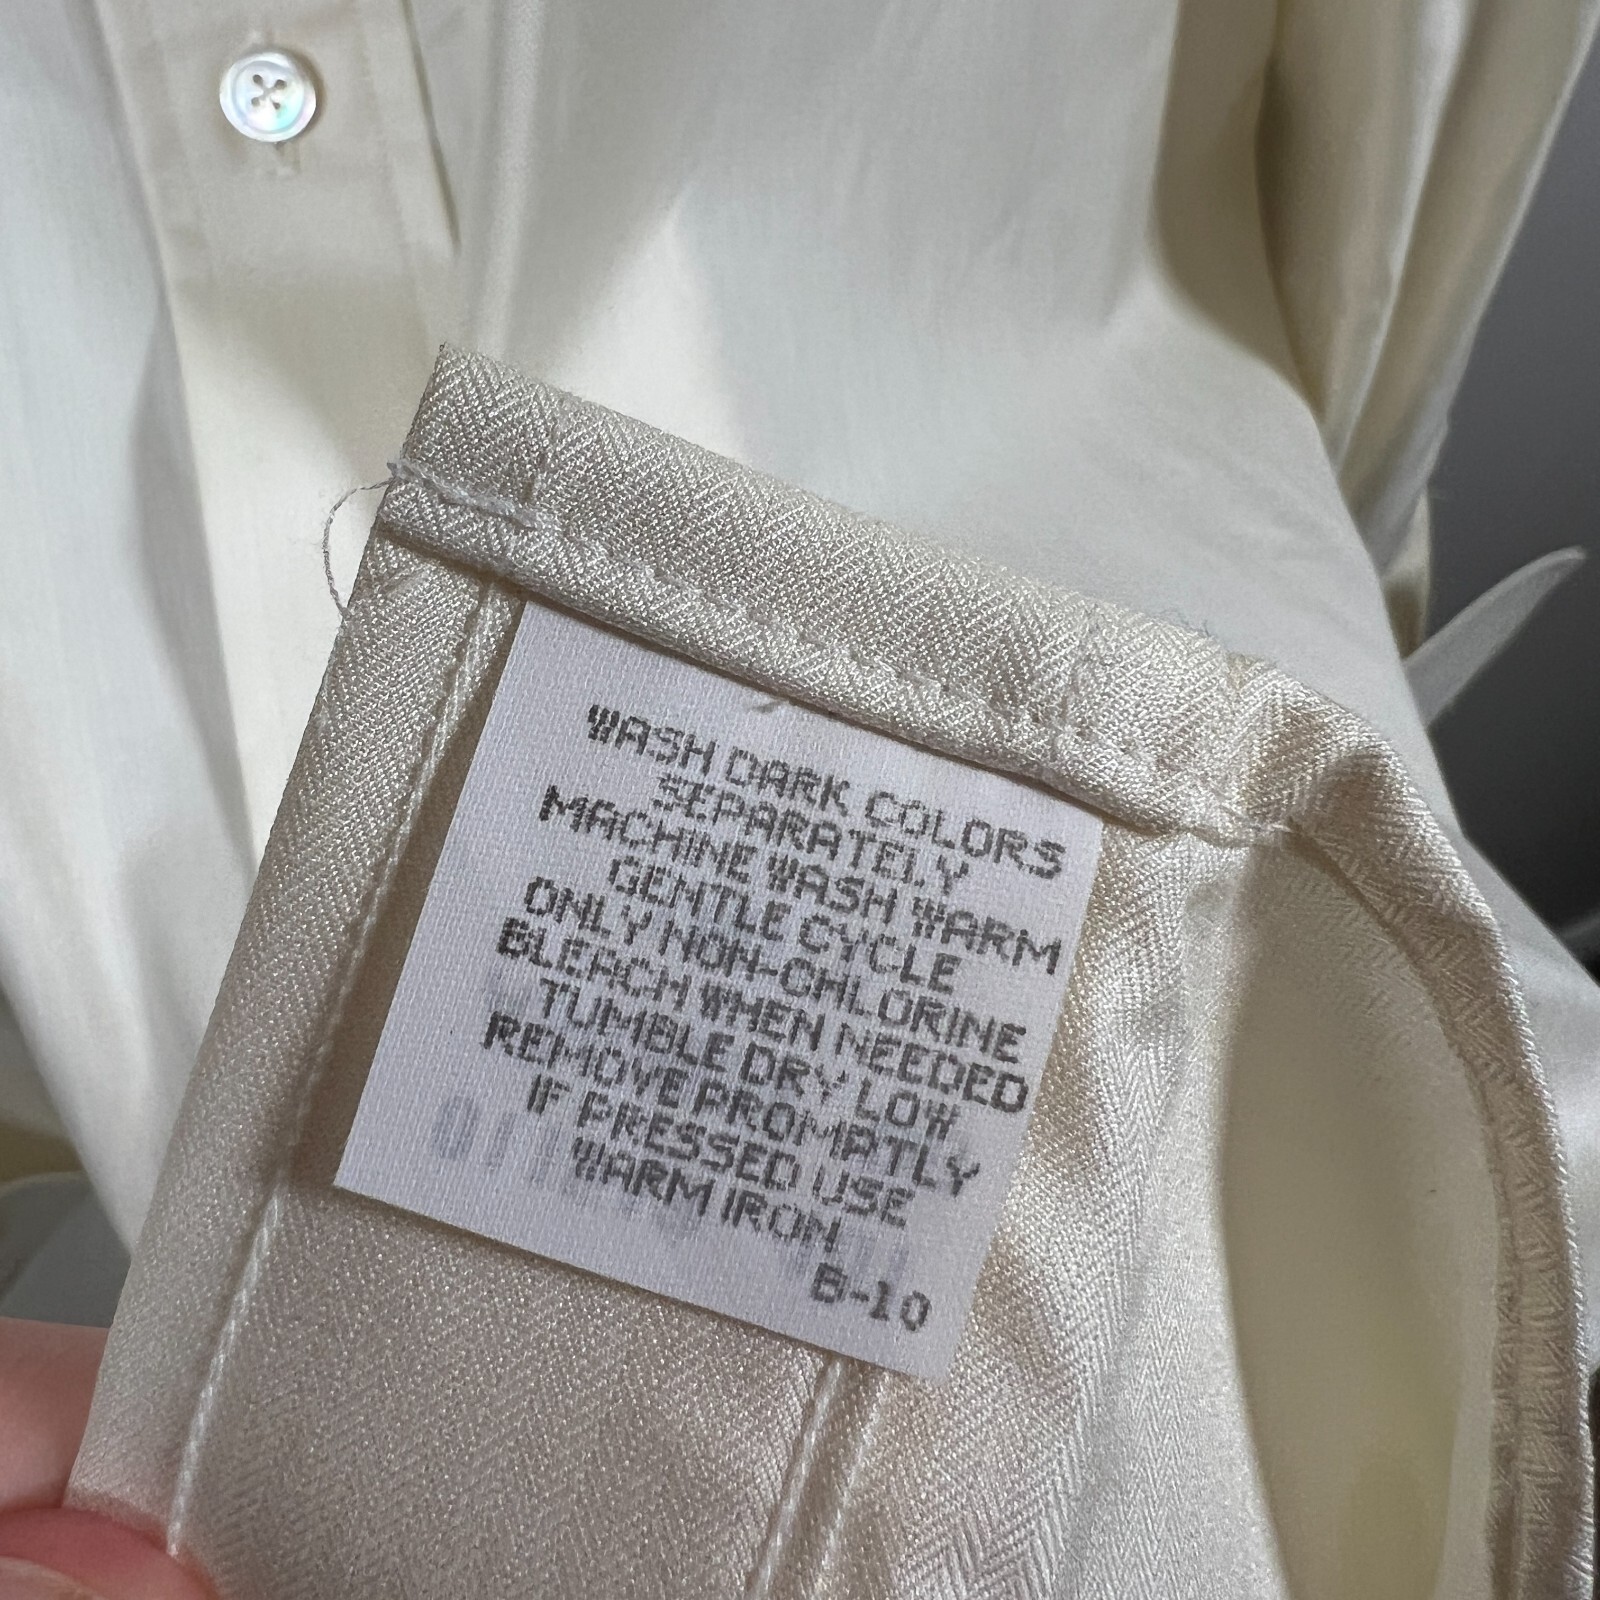 WASH DARK COLORS
SEPARATELY
MACHINE WASH WARM
GENTLE CYCLE
ONLY NON-CHLORINE
BLEACH WHEN NEEDED
TUMBLE DRY LOW
REMOVE PROMPTLY
IF PRESSED USE
WARM IRON
B-10